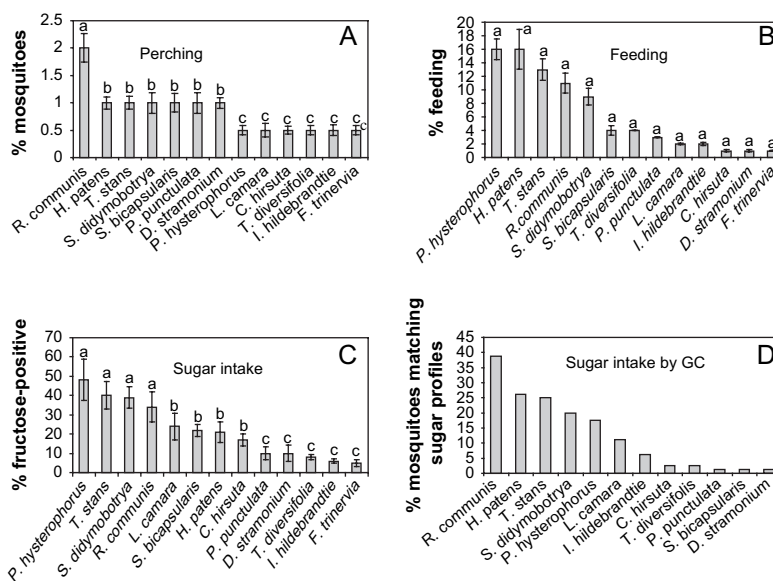 A
Perching
% mosquitoes
2.5
2
1.5
1
0.5
0
a b b b b b b c c c c c c c
R. communis
H. patens
T. stans
S. didymobotrya
S. bicapsularis
P. punctulata
D. stramonium
P. hysterophorus
L. camara
C. hirsuta
T. diversifolia
I. hildebrandtie
F. trinervia
B
Feeding
% feeding
20
18
16
14
12
10
8
6
4
2
0
a a a a a a a a a a a a a
P. hysterophorus
H. patens
T. stans
R.communis
S. didymobotrya
S. bicapsularis
T. diversifolia
P. punctulata
L. camara
I. hildebrandtie
C. hirsuta
D. stramonium
F. trinervia
C
Sugar intake
% fructose-positive
70
60
50
40
30
20
10
0
a a a a b b b b c c c c c
P. hysterophorus
T. stans
S. didymobotrya
R. communis
L. camara
S. bicapsularis
H. patens
C. hirsuta
P. punctulata
D. stramonium
T. diversifolia
I. hildebrandtie
F. trinervia
D
Sugar intake by GC
% mosquitoes matching
sugar profiles
45
40
35
30
25
20
15
10
5
0
R. communis
H. patens
T. stans
S. didymobotrya
P. hysterophorus
L. camara
I. hildebrandtie
C. hirsuta
T. diversifolis
P. punctulata
S. bicapsularis
D. stramonium